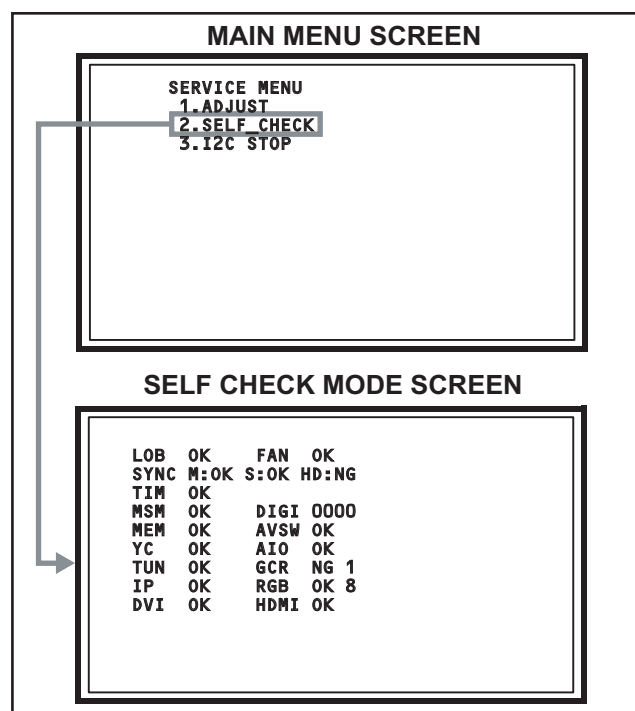 MAIN MENU SCREEN
SERVICE MENU
1.ADJUST
2.SELF_CHECK
3.I2C STOP
SELF CHECK MODE SCREEN
LOB OK FAN OK
SYNC M:OK S:OK HD:NG
TIM OK
MSM OK DIGI 0000
MEM OK AVSW OK
YC OK AIO OK
TUN OK GCR NG 1
IP OK RGB OK 8
DVI OK HDMI OK